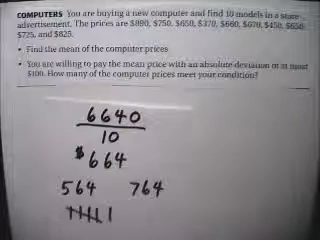 COMPUTERS You are buying a new computer and find 10 models in a store
advertisement. The prices are $890, $750, $650, $370, $660, $670, $450, $650,
$725, and $825.
• Find the mean of the computer prices
• You are willing to pay the mean price with an absolute deviation of at most
$100. How many of the computer prices meet your condition?
6640
10
$664
564 764